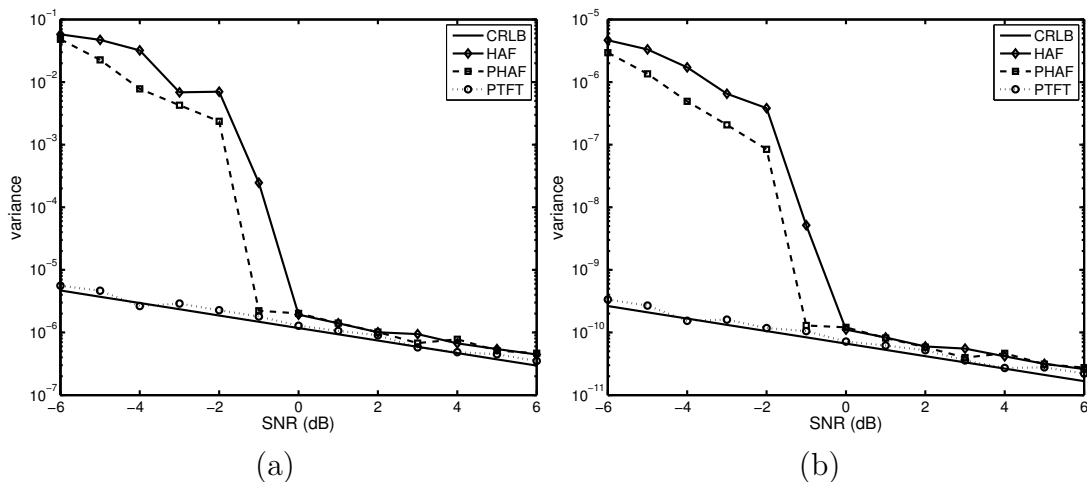 10^-1
10^-2
10^-3
10^-4
10^-5
10^-6
10^-7
variance
−6 −4 −2 0 2 4 6
SNR (dB)
CRLB
HAF
PHAF
PTFT
(a)
10^-5
10^-6
10^-7
10^-8
10^-9
10^-10
10^-11
variance
−6 −4 −2 0 2 4 6
SNR (dB)
CRLB
HAF
PHAF
PTFT
(b)